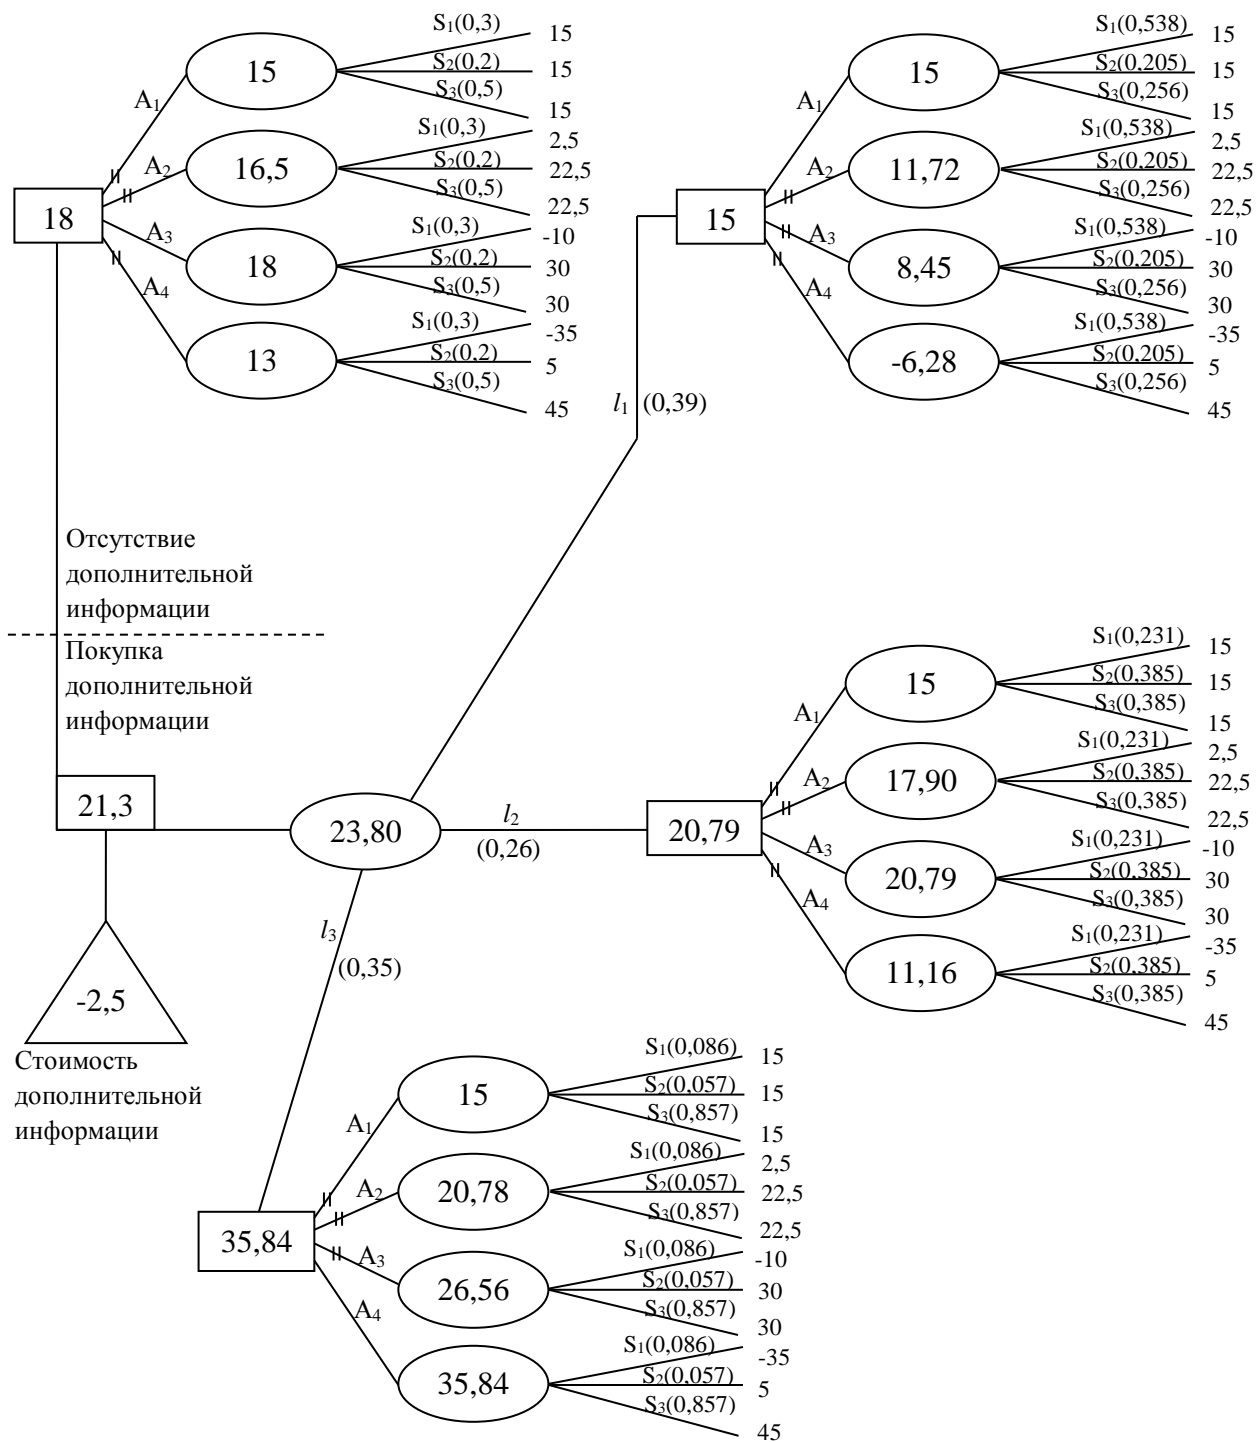 S₁(0,3)
15
S₂(0,2)
15
S₃(0,5)
15
15
A₁
S₁(0,3)
2,5
S₂(0,2)
22,5
S₃(0,5)
22,5
16,5
A₂
18
S₁(0,3)
-10
S₂(0,2)
30
S₃(0,5)
30
18
A₃
S₁(0,3)
-35
S₂(0,2)
5
S₃(0,5)
45
13
A₄
S₁(0,538)
15
S₂(0,205)
15
S₃(0,256)
15
15
A₁
S₁(0,538)
2,5
S₂(0,205)
22,5
S₃(0,256)
22,5
11,72
A₂
15
S₁(0,538)
-10
S₂(0,205)
30
S₃(0,256)
30
8,45
A₃
S₁(0,538)
-35
S₂(0,205)
5
S₃(0,256)
45
-6,28
A₄
l₁ (0,39)
Отсутствие
дополнительной
информации
Покупка
дополнительной
информации
21,3
23,80
l₂
(0,26)
20,79
S₁(0,231)
15
S₂(0,385)
15
S₃(0,385)
15
15
A₁
S₁(0,231)
2,5
S₂(0,385)
22,5
S₃(0,385)
22,5
17,90
A₂
S₁(0,231)
-10
S₂(0,385)
30
S₃(0,385)
30
20,79
A₃
S₁(0,231)
-35
S₂(0,385)
5
S₃(0,385)
45
11,16
A₄
l₃
(0,35)
-2,5
Стоимость
дополнительной
информации
35,84
S₁(0,086)
15
S₂(0,057)
15
S₃(0,857)
15
15
A₁
S₁(0,086)
2,5
S₂(0,057)
22,5
S₃(0,857)
22,5
20,78
A₂
S₁(0,086)
-10
S₂(0,057)
30
S₃(0,857)
30
26,56
A₃
S₁(0,086)
-35
S₂(0,057)
5
S₃(0,857)
45
35,84
A₄